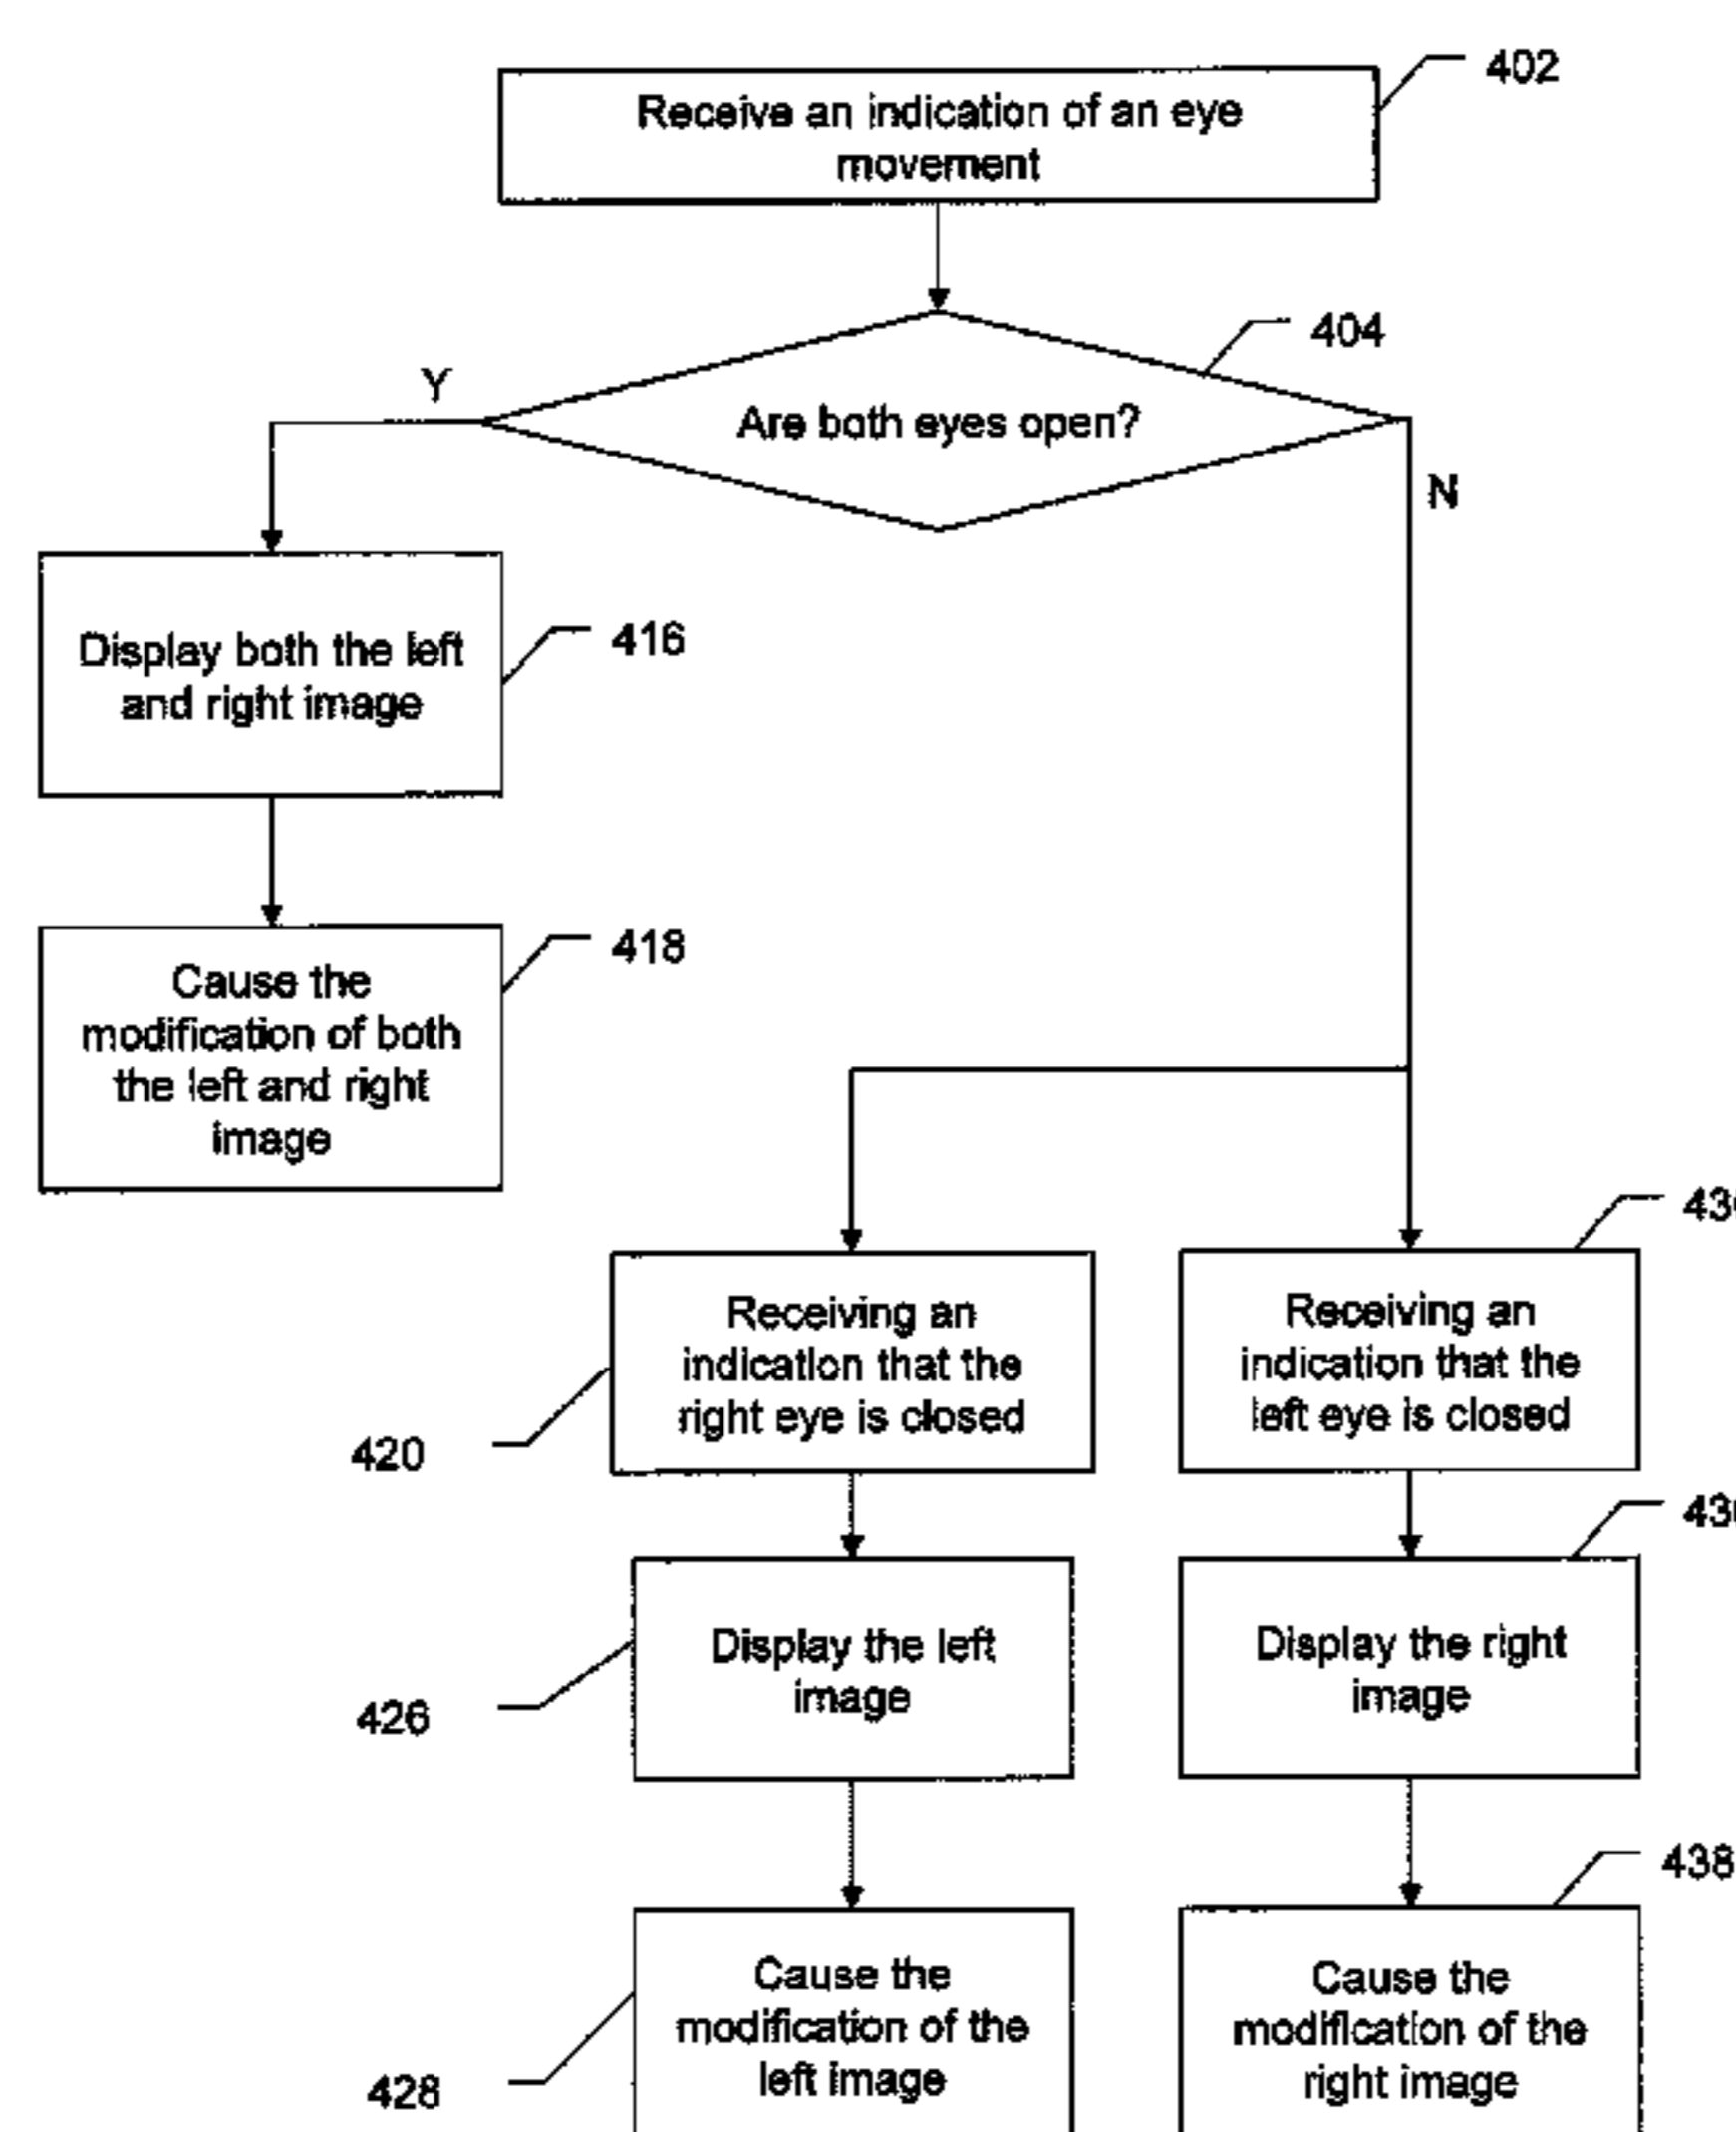 402
Receive an indication of an eye
movement
404
Y
Are both eyes open?
N
Display both the left
and right image
416
Cause the
modification of both
the left and right
image
418
Receiving an
indication that the
right eye is closed
420
Receiving an
indication that the
left eye is closed
Display the left
image
426
Display the right
image
438
Cause the
modification of the
left image
428
Cause the
modification of the
right image